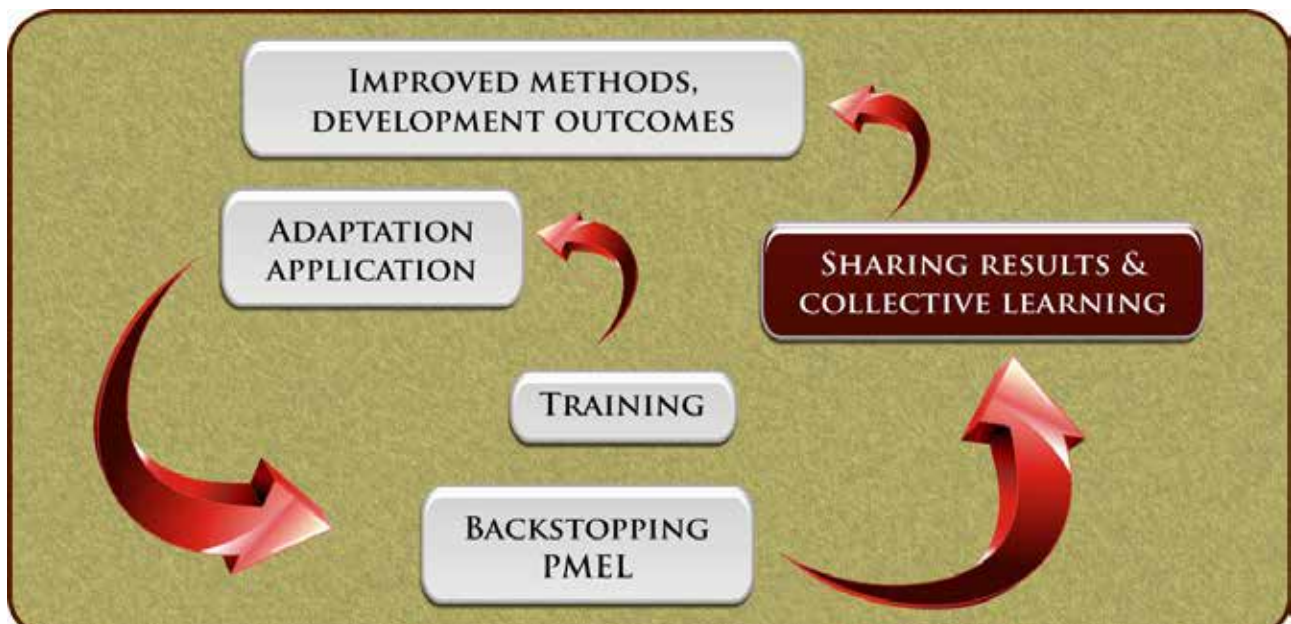 Improved methods,
development outcomes
Adaptation
application
Sharing results &
collective learning
Training
Backstopping
PMEL